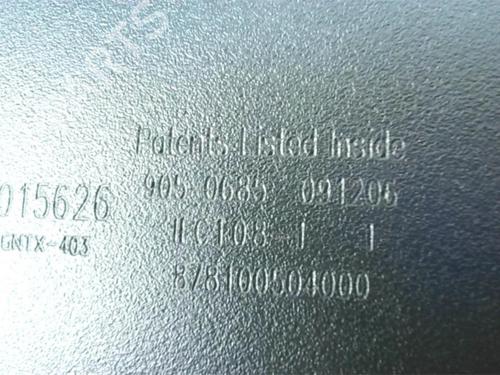 Patents Listed Inside
905 0685 091206
015626
GNTX-403
878100504000